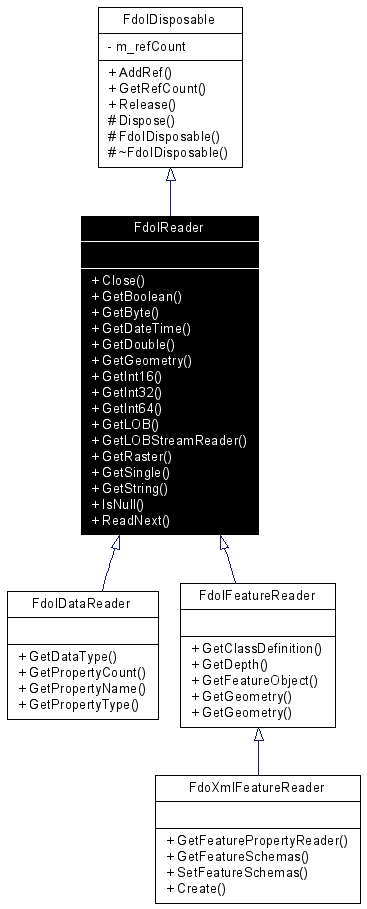 FdoIDisposable
- m_refCount
+ AddRef()
+ GetRefCount()
+ Release()
# Dispose()
# FdoIDisposable()
# ~FdoIDisposable()
FdoIReader
+ Close()
+ GetBoolean()
+ GetByte()
+ GetDateTime()
+ GetDouble()
+ GetGeometry()
+ GetInt16()
+ GetInt32()
+ GetInt64()
+ GetLOB()
+ GetLOBStreamReader()
+ GetRaster()
+ GetSingle()
+ GetString()
+ IsNull()
+ ReadNext()
FdoIDataReader
+ GetDataType()
+ GetPropertyCount()
+ GetPropertyName()
+ GetPropertyType()
FdoIFeatureReader
+ GetClassDefinition()
+ GetDepth()
+ GetFeatureObject()
+ GetGeometry()
+ GetGeometry()
FdoXmlFeatureReader
+ GetFeaturePropertyReader()
+ GetFeatureSchemas()
+ SetFeatureSchemas()
+ Create()